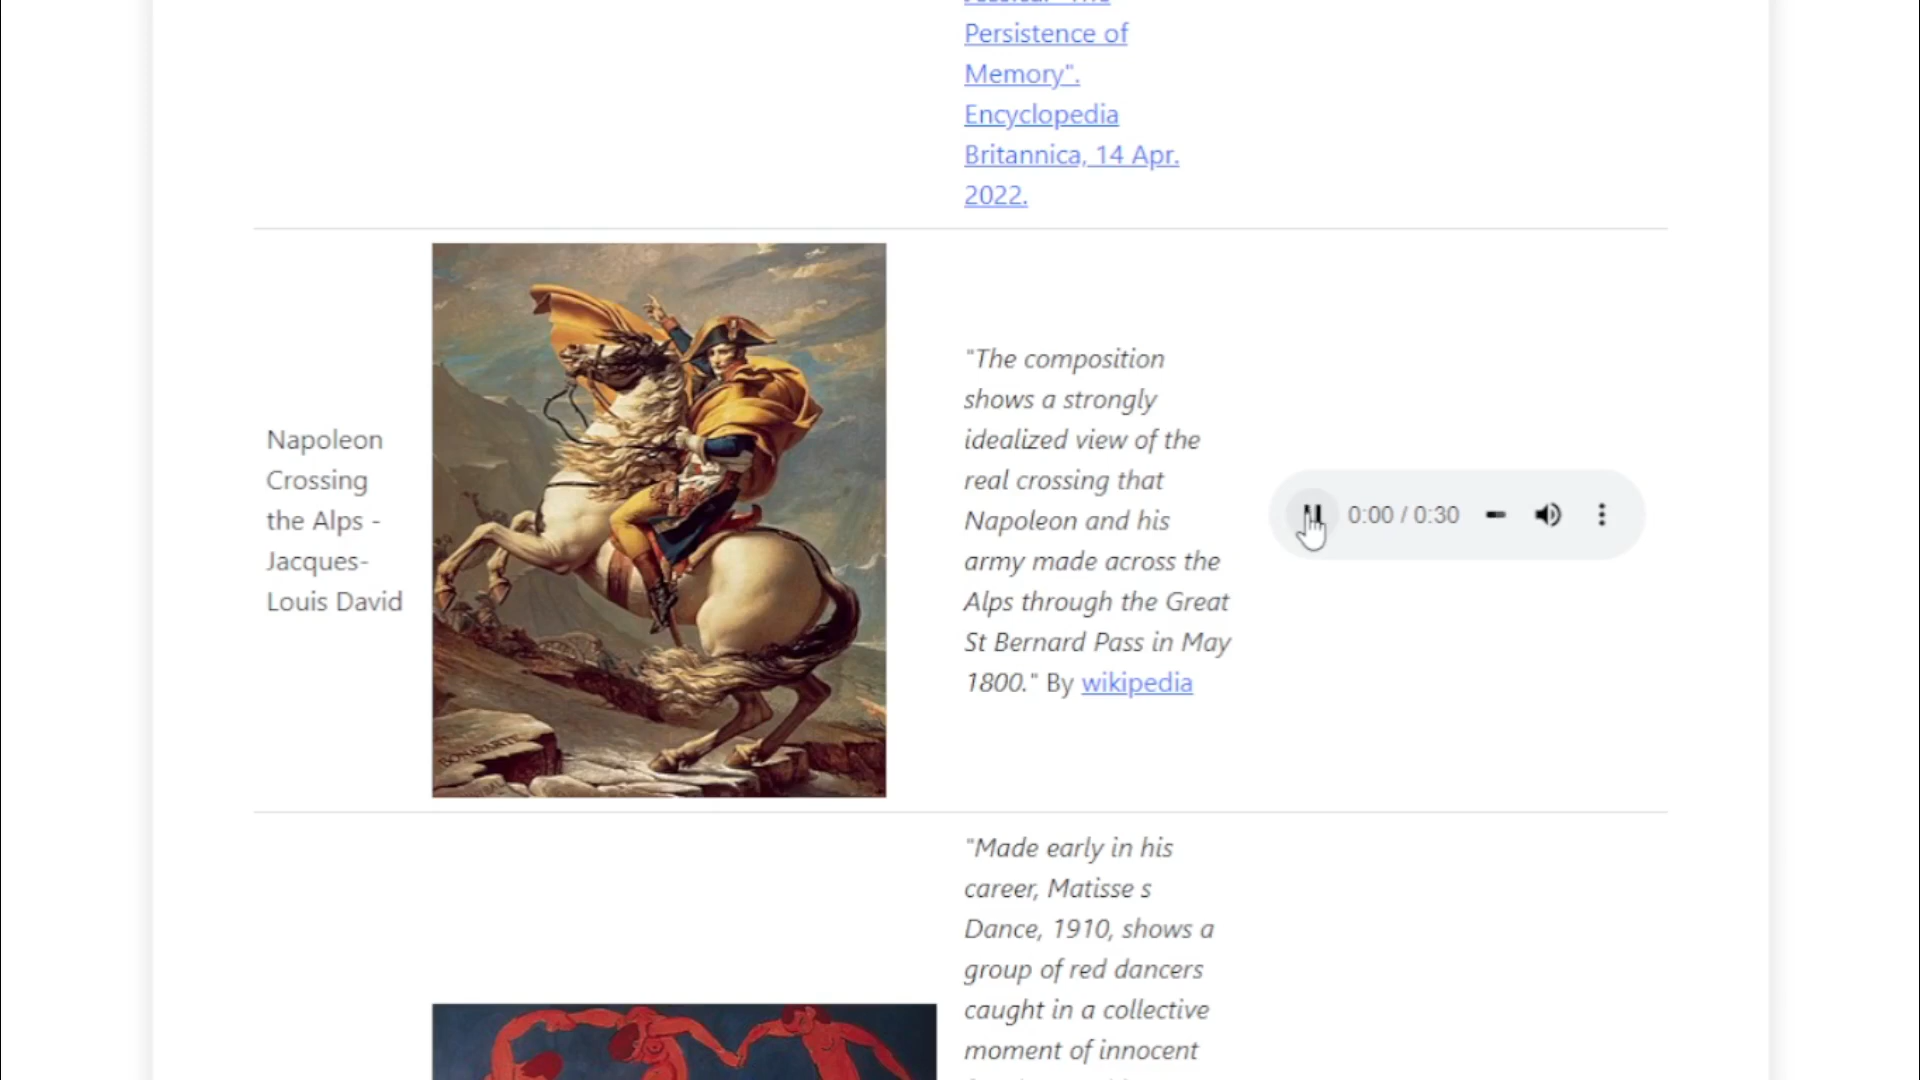 Persistence of
Memory".
Encyclopedia
Britannica, 14 Apr.
2022.
Napoleon
Crossing
the Alps -
Jacques-
Louis David
BONAPARTE
"The composition
shows a strongly
idealized view of the
real crossing that
Napoleon and his
army made across the
Alps through the Great
St Bernard Pass in May
1800." By wikipedia
0:00 / 0:30
"Made early in his
career, Matisse s
Dance, 1910, shows a
group of red dancers
caught in a collective
moment of innocent